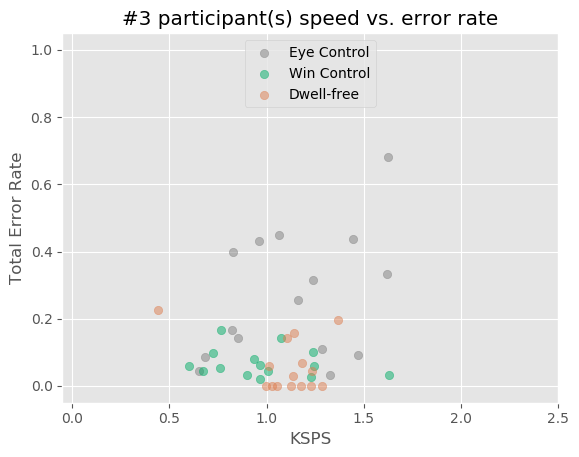 #3 participant(s) speed vs. error rate
Eye Control
Win Control
Dwell-free
1.0
0.8
0.6
0.4
0.2
0.0
Total Error Rate
0.0 0.5 1.0 1.5 2.0 2.5
KSPS